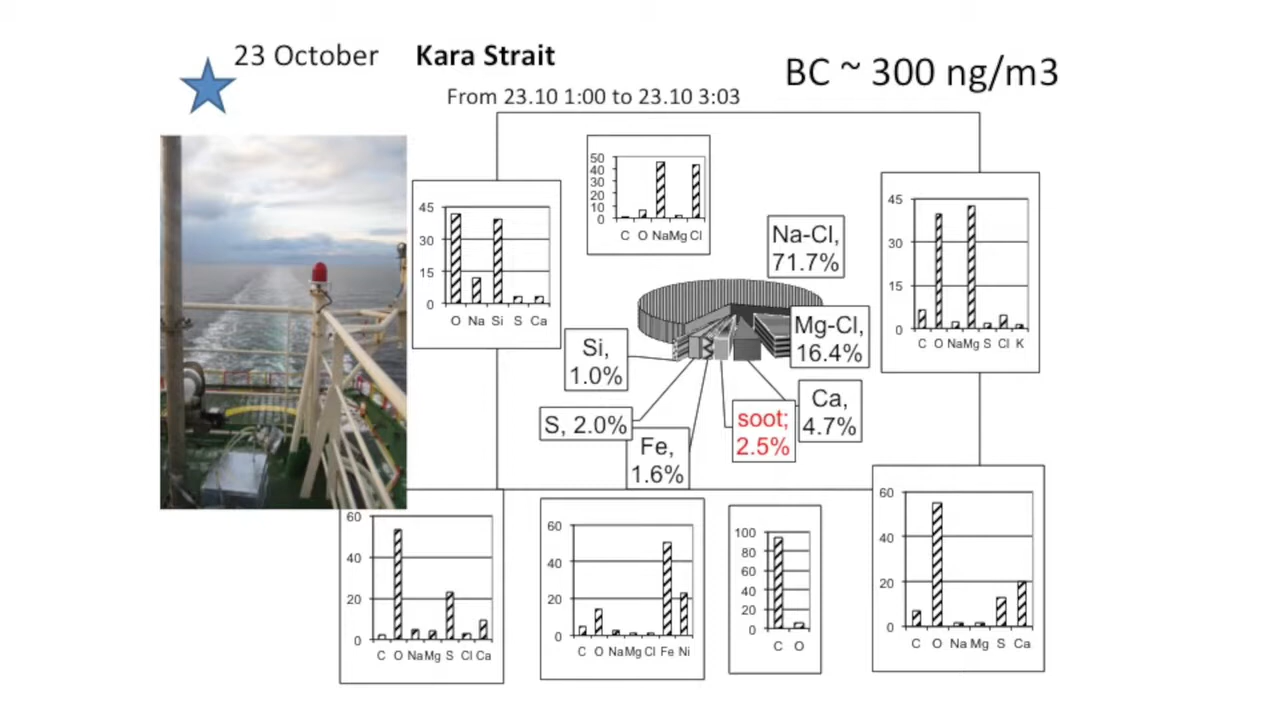 23 October
Kara Strait
BC ~ 300 ng/m3
From 23.10 1:00 to 23.10 3:03
50
40
30
20
10
0
C O Na Mg Cl
45
30
15
0
O Na Si S Ca
45
30
15
0
C O Na Mg S Cl K
Na-Cl,
71.7%
Mg-Cl,
16.4%
Si,
1.0%
S, 2.0%
Fe,
1.6%
soot;
2.5%
Ca,
4.7%
60
40
20
0
C O Na Mg S Cl Ca
60
40
20
0
C O Na Mg Cl Fe Ni
100
80
60
40
20
0
C O
60
40
20
0
C O Na Mg S Ca